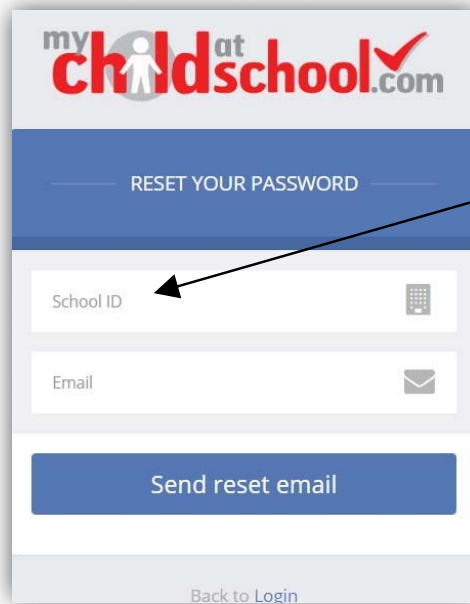 my child at school.com
RESET YOUR PASSWORD
School ID
Email
Send reset email
Back to Login